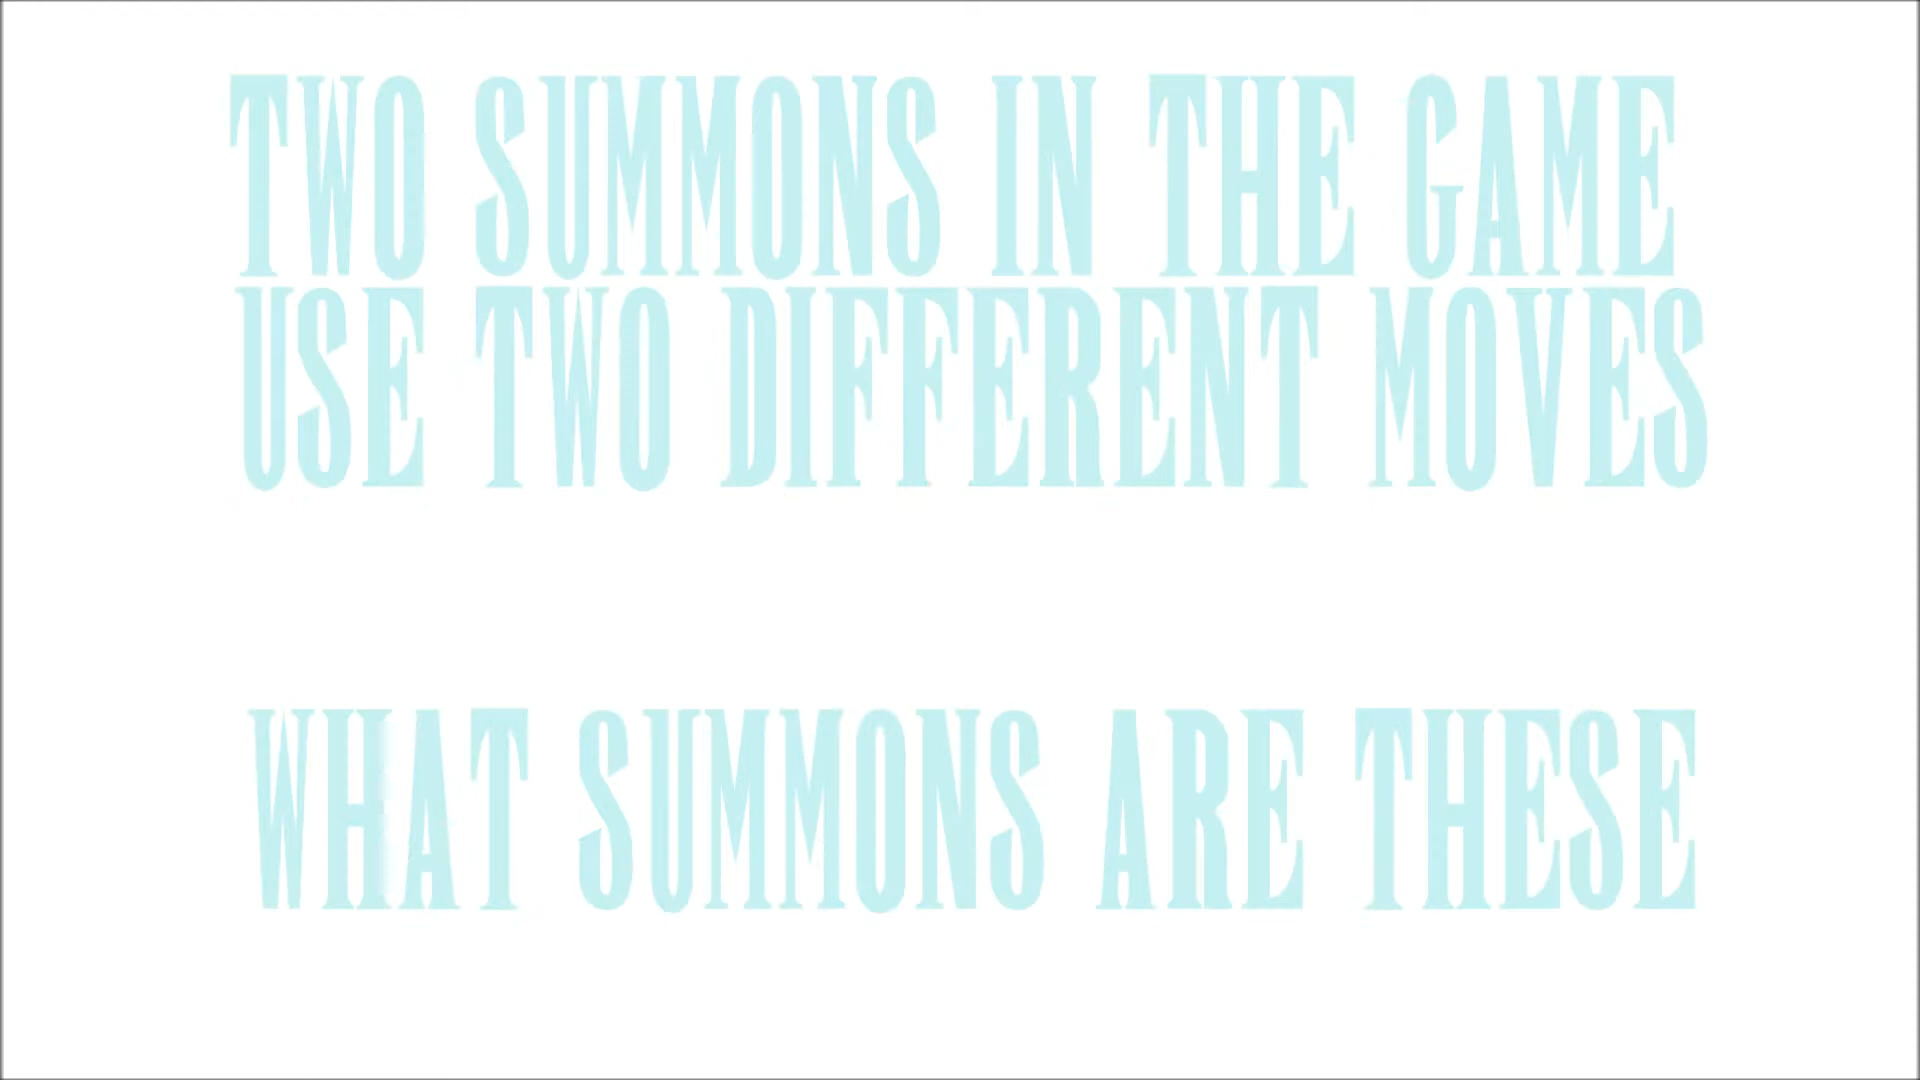 TWO SUMMONS IN THE GAME
USE TWO DIFFERENT MOVES
WHAT SUMMONS ARE THESE